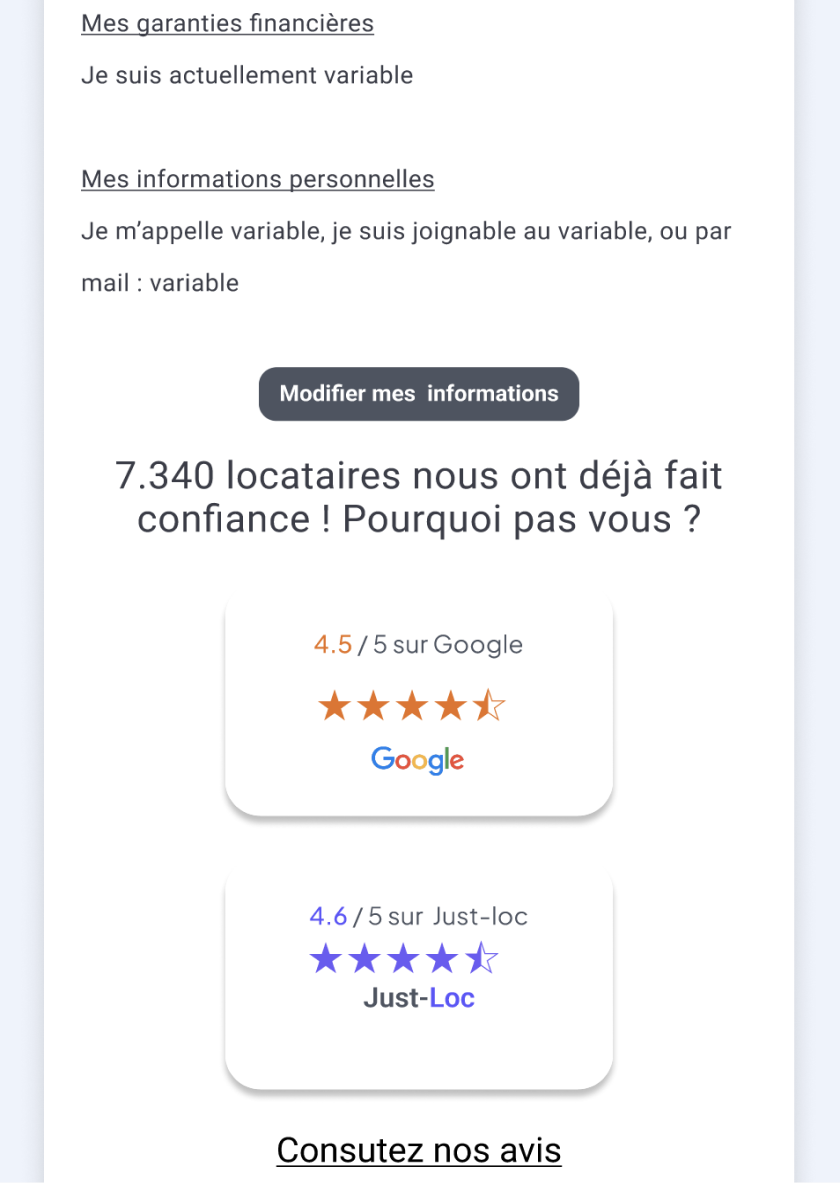 Mes garanties financières
Je suis actuellement variable
Mes informations personnelles
Je m’appelle variable, je suis joignable au variable, ou par
mail : variable
Modifier mes  informations
7.340 locataires nous ont déjà fait
confiance ! Pourquoi pas vous ?
4.5 / 5 sur Google
Google
4.6 / 5 sur Just-loc
Just-Loc
Consutez nos avis